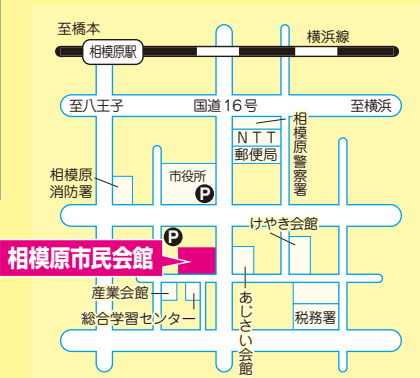 至橋本
横浜線
相模原駅
至八王子
国道16号
至横浜
NTT
郵便局
相模原警察署
相模原
消防署
市役所
P
けやき会館
P
相模原市民会館
産業会館
総合学習センター
あじさい会館
税務署